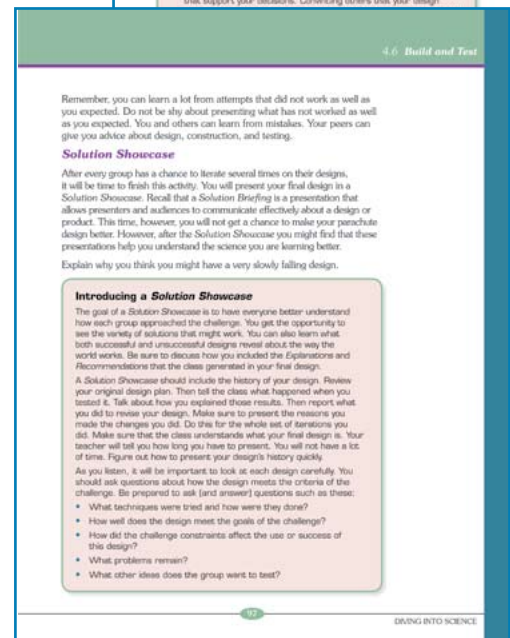 that support your decisions. Convincing others that your design
4.6 Build and Test
Remember, you can learn a lot from attempts that did not work as well as
you expected. Do not be shy about presenting what has not worked as well
as you expected. You and others can learn from mistakes. Your peers can
give you advice about design, construction, and testing.
Solution Showcase
After every group has a chance to iterate several times on their designs,
it will be time to finish this activity. You will present your final design in a
Solution Showcase. Recall that a Solution Briefing is a presentation that
allows presenters and audiences to communicate effectively about a design or
product. This time, however, you will not get a chance to make your parachute
design better. However, after the Solution Showcase you might find that these
presentations help you understand the science you are learning better.
Explain why you think you might have a very slowly falling design.
Introducing a Solution Showcase
The goal of a Solution Showcase is to have everyone better understand
how each group approached the challenge. You get the opportunity to
see the variety of solutions that might work. You can also learn what
both successful and unsuccessful designs reveal about the way the
world works. Be sure to discuss how you included the Explanations and
Recommendations that the class generated in your final design.
A Solution Showcase should include the history of your design. Review
your original design plan. Then tell the class what happened when you
tested it. Talk about how you explained those results. Then report what
you did to revise your design. Make sure to present the reasons you
made the changes you did. Do this for the whole set of iterations you
did. Make sure that the class understands what your final design is. Your
teacher will tell you how long you have to present. You will not have a lot
of time. Figure out how to present your design's history quickly.
As you listen, it will be important to look at each design carefully. You
should ask questions about how the design meets the criteria of the
challenge. Be prepared to ask (and answer) questions such as these:
• What techniques were tried and how were they done?
• How well does the design meet the goals of the challenge?
• How did the challenge constraints affect the use or success of
this design?
• What problems remain?
• What other ideas does the group want to test?
97
DIVING INTO SCIENCE